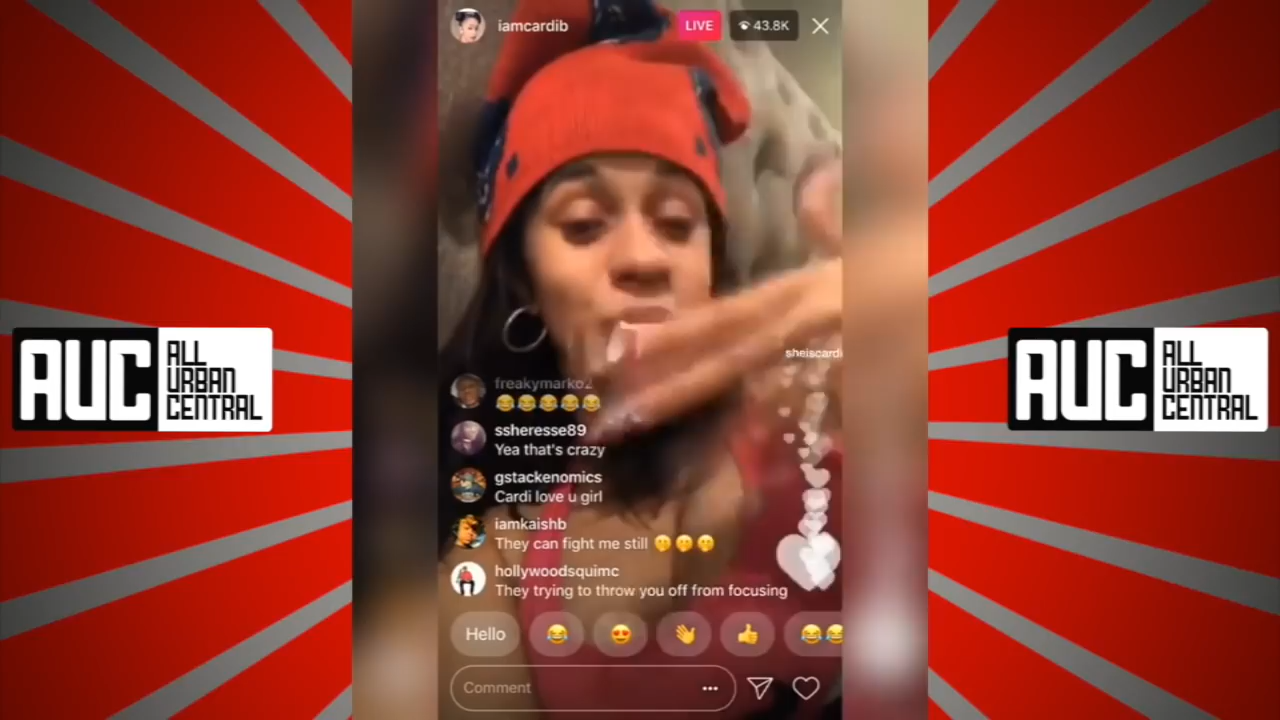 iamcardib
LIVE
43.8K
AUC
ALL
URBAN
CENTRAL
sheiscardi
freakymarko2
😂😂😂😂😂
ssheresse89
Yea that's crazy
gstackenomics
Cardi love u girl
iamkaishb
They can fight me still 🤭🤭🤭
hollywoodsquimc
They trying to throw you off from focusing
Hello 😂 😍 👋 👍 😂😂
Comment
AUC
ALL
URBAN
CENTRAL